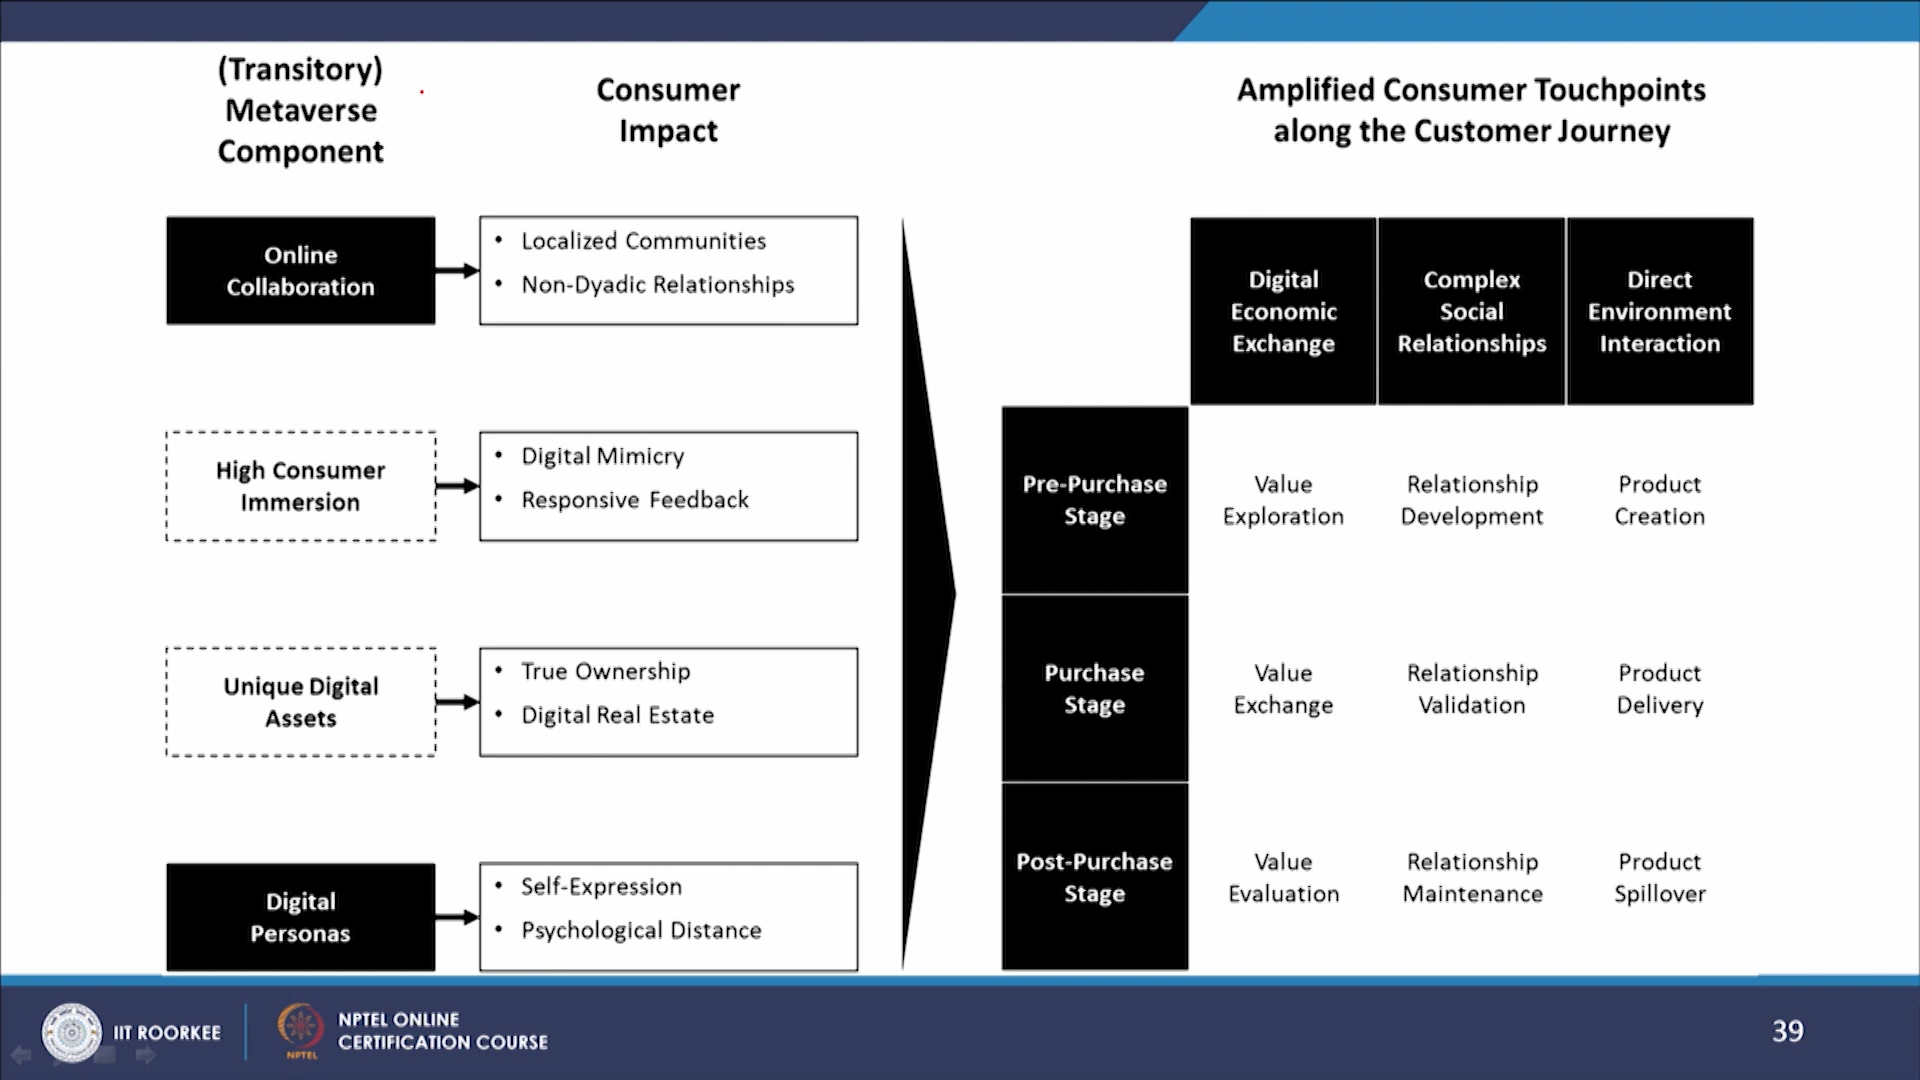 (Transitory)
Metaverse
Component
Consumer
Impact
Amplified Consumer Touchpoints
along the Customer Journey
Online
Collaboration
• Localized Communities
• Non-Dyadic Relationships
High Consumer
Immersion
• Digital Mimicry
• Responsive Feedback
Unique Digital
Assets
• True Ownership
• Digital Real Estate
Digital
Personas
• Self-Expression
• Psychological Distance
Digital
Economic
Exchange
Complex
Social
Relationships
Direct
Environment
Interaction
Pre-Purchase
Stage
Value
Exploration
Relationship
Development
Product
Creation
Purchase
Stage
Value
Exchange
Relationship
Validation
Product
Delivery
Post-Purchase
Stage
Value
Evaluation
Relationship
Maintenance
Product
Spillover
IIT ROORKEE
NPTEL
NPTEL ONLINE
CERTIFICATION COURSE
39